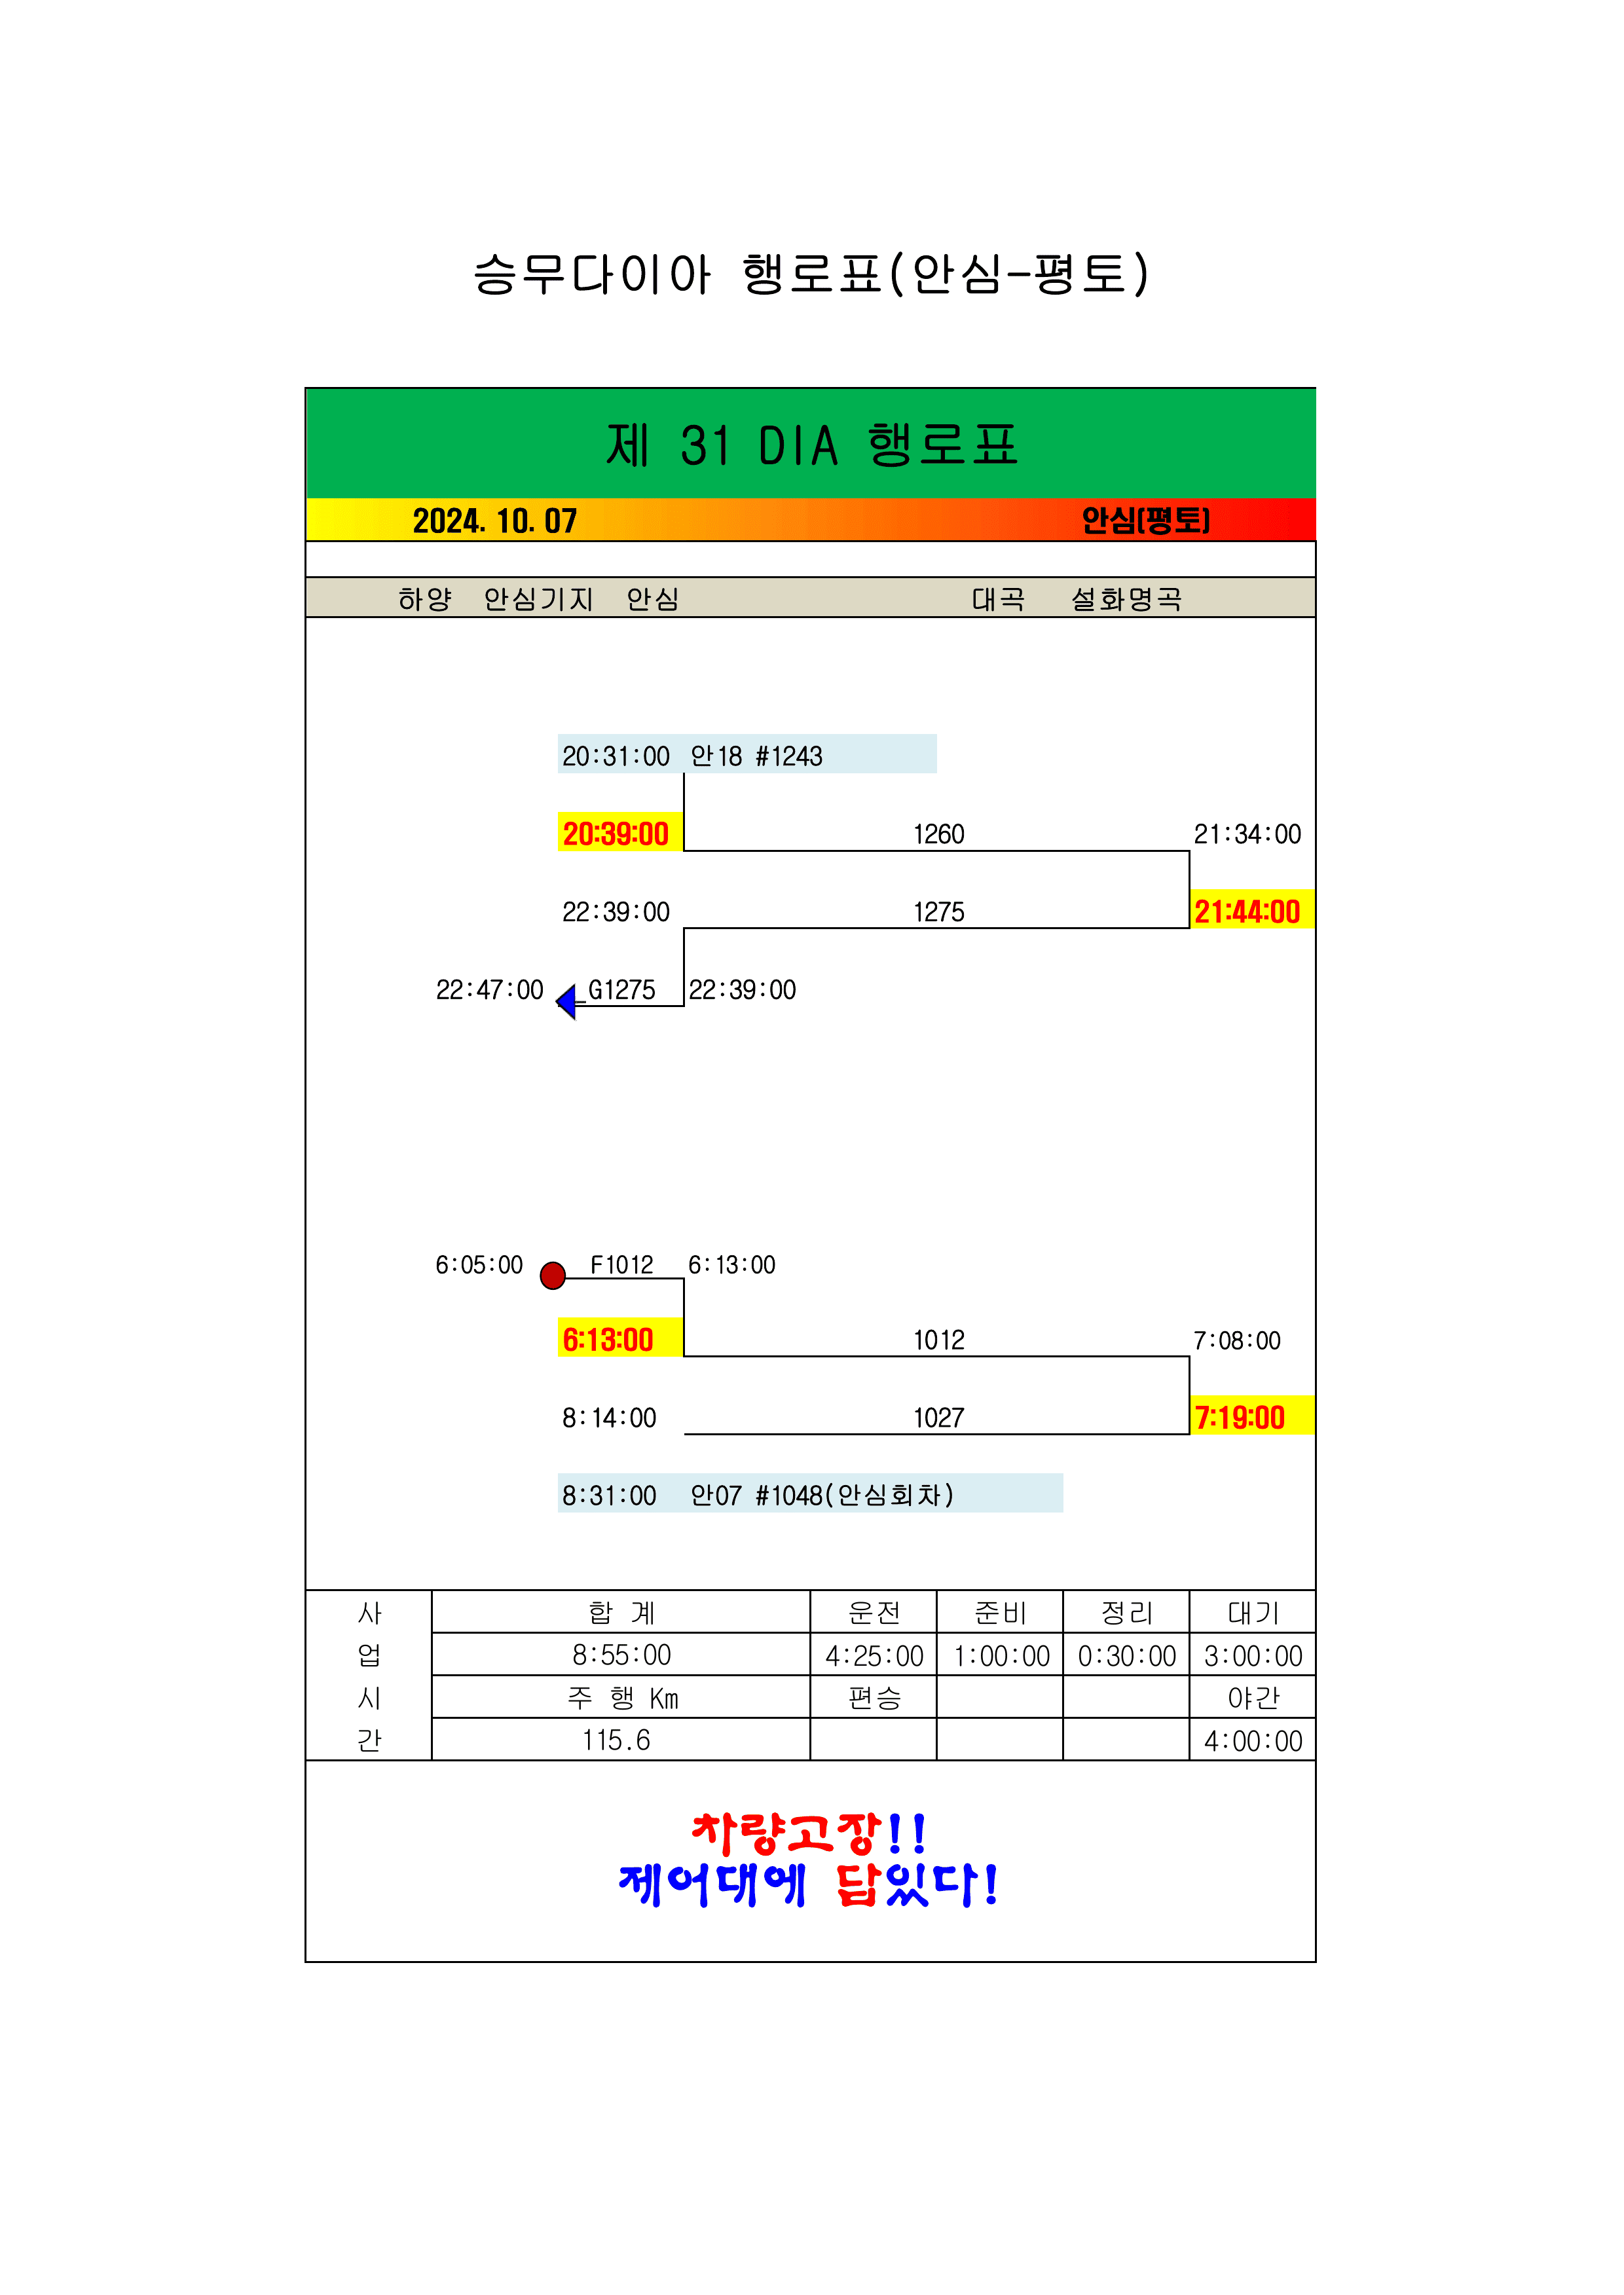 승무다이아 행로표(안심-평토)
제 31 DIA 행로표
2024. 10. 07 안심(평토)
하양 안심기지 안심 대곡 설화명곡
20:31:00 안18 #1243
20:39:00 1260 21:34:00
22:39:00 1275 21:44:00
22:47:00 G1275 22:39:00
6:05:00 F1012 6:13:00
6:13:00 1012 7:08:00
8:14:00 1027 7:19:00
8:31:00 안07 #1048(안심회차)
사 합 계 운전 준비 정리 대기
업 8:55:00 4:25:00 1:00:00 0:30:00 3:00:00
시 주 행 Km 편승 야간
간 115.6 4:00:00
차량고장!!
제어대에 답있다!